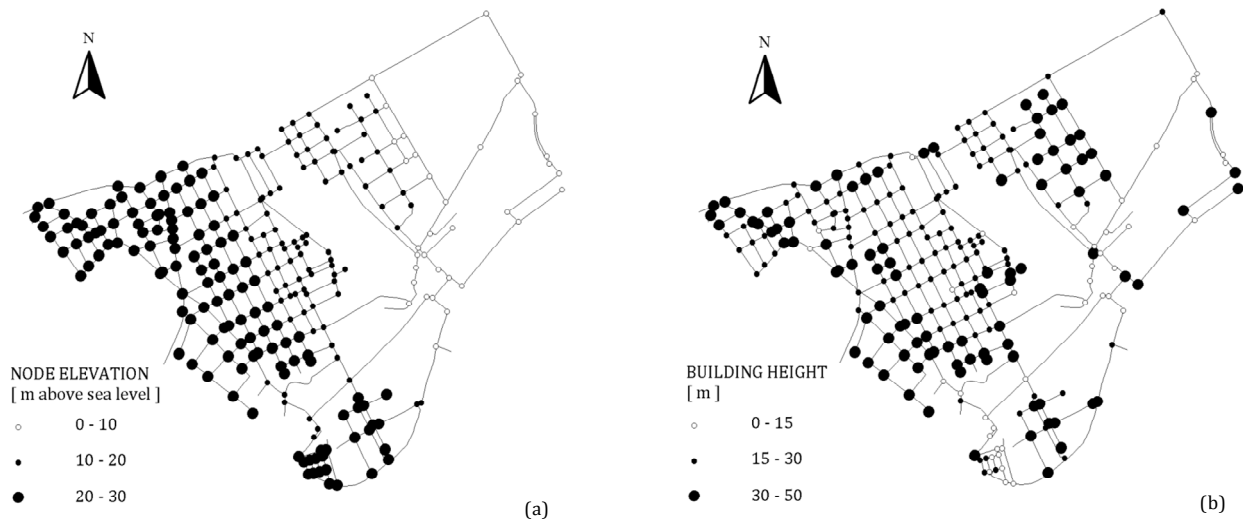 N
NODE ELEVATION
[ m above sea level ]
0 - 10
10 - 20
20 - 30
(a)
N
BUILDING HEIGHT
[ m ]
0 - 15
15 - 30
30 - 50
(b)